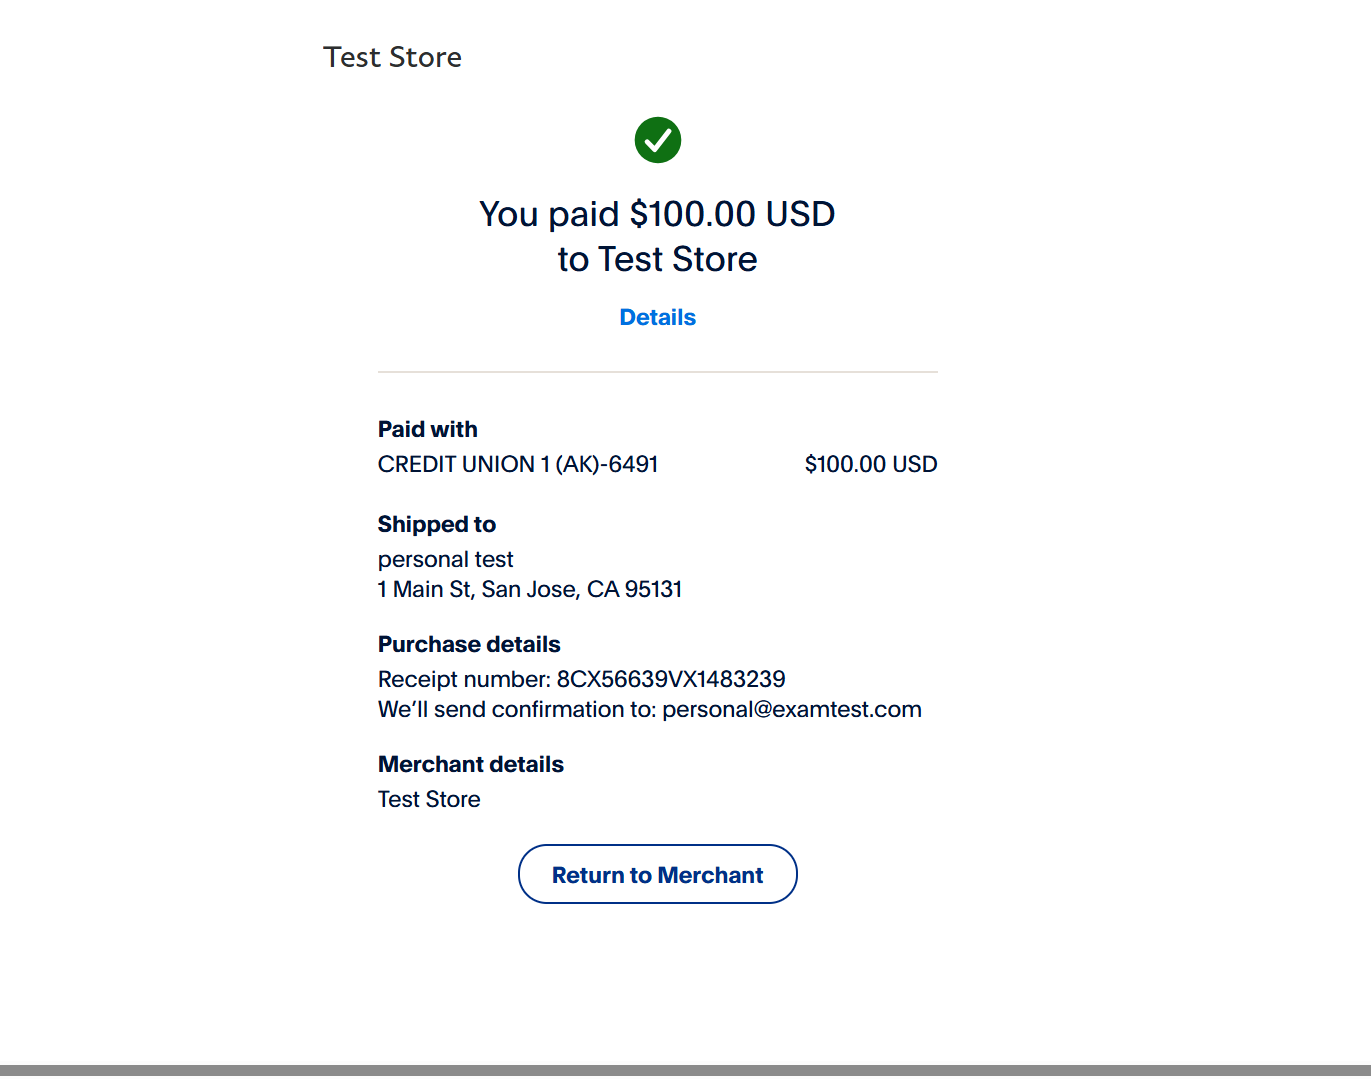 Test Store
You paid $100.00 USD
to Test Store
Details
Paid with
CREDIT UNION 1 (AK)-6491 $100.00 USD
Shipped to
personal test
1 Main St, San Jose, CA 95131
Purchase details
Receipt number: 8CX56639VX1483239
We’ll send confirmation to: personal@examtest.com
Merchant details
Test Store
Return to Merchant